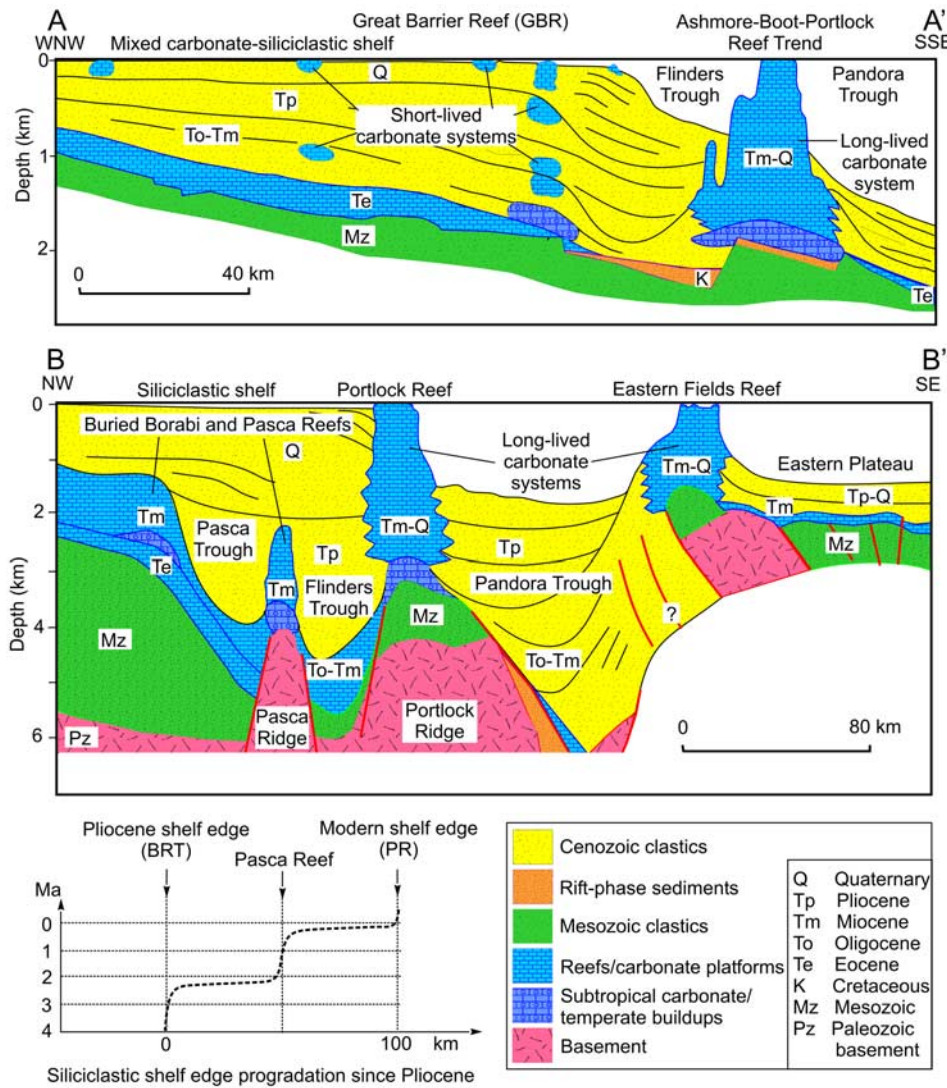 A
WNW
Mixed carbonate-siliciclastic shelf
Great Barrier Reef (GBR)
Ashmore-Boot-Portlock
Reef Trend
A'
SSE
0
1
2
Depth (km)
Q
Tp
To-Tm
Short-lived
carbonate systems
Te
Mz
K
Flinders
Trough
Pandora
Trough
Tm-Q
Long-lived
carbonate
system
Te
0
40 km
B
NW
Siliciclastic shelf
Portlock Reef
Eastern Fields Reef
B'
SE
0
2
4
6
Depth (km)
Buried Borabi and Pasca Reefs
Q
Long-lived
carbonate
systems
Tm-Q
Eastern Plateau
Tm
Pasca
Trough
Tm-Q
Tm
Tp-Q
Te
Tp
Tp
Mz
Tm
Flinders
Trough
Pandora Trough
Mz
?
Mz
To-Tm
To-Tm
Pasca
Ridge
Portlock
Ridge
Pz
0
80 km
Pliocene shelf edge
(BRT)
Modern shelf edge
(PR)
Pasca Reef
Ma
0
1
2
3
4
0
100
km
Siliciclastic shelf edge progradation since Pliocene
Cenozoic clastics
Rift-phase sediments
Mesozoic clastics
Reefs/carbonate platforms
Subtropical carbonate/
temperate buildups
Basement
Q Quaternary
Tp Pliocene
Tm Miocene
To Oligocene
Te Eocene
K Cretaceous
Mz Mesozoic
Pz Paleozoic
basement